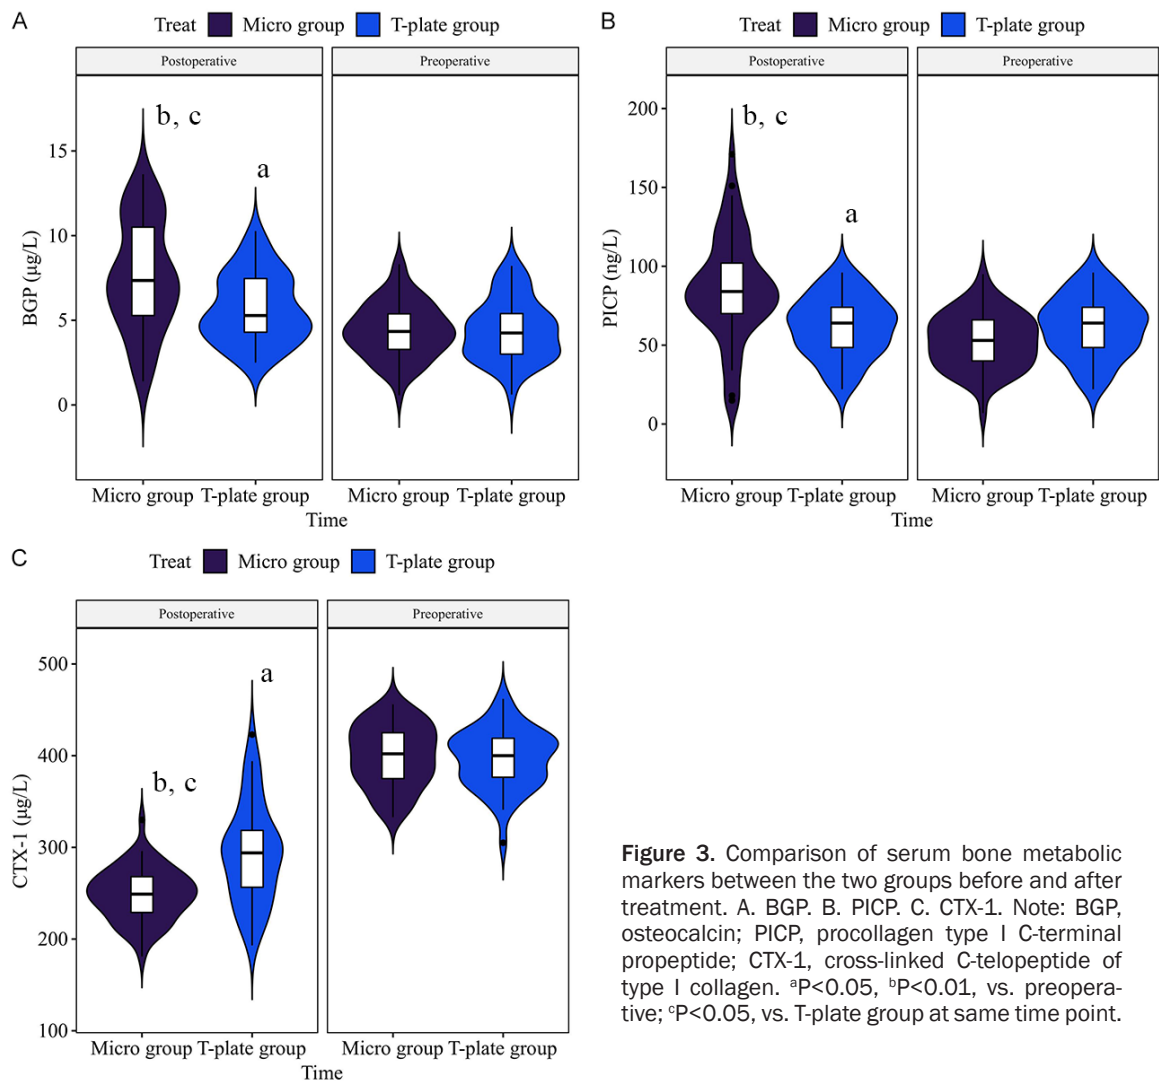 A
Treat Micro group T-plate group
Postoperative Preoperative
BGP (µg/L)
15
10
5
0
b, c
a
Micro group T-plate group Micro group T-plate group
Time
B
Treat Micro group T-plate group
Postoperative Preoperative
PICP (ng/L)
200
150
100
50
0
b, c
a
Micro group T-plate group Micro group T-plate group
Time
C
Treat Micro group T-plate group
Postoperative Preoperative
CTX-1 (µg/L)
500
400
300
200
100
a
b, c
Micro group T-plate group Micro group T-plate group
Time
Figure 3. Comparison of serum bone metabolic
markers between the two groups before and after
treatment. A. BGP. B. PICP. C. CTX-1. Note: BGP,
osteocalcin; PICP, procollagen type I C-terminal
propeptide; CTX-1, cross-linked C-telopeptide of
type I collagen. ᵃP<0.05, ᵇP<0.01, vs. preopera-
tive; ᶜP<0.05, vs. T-plate group at same time point.